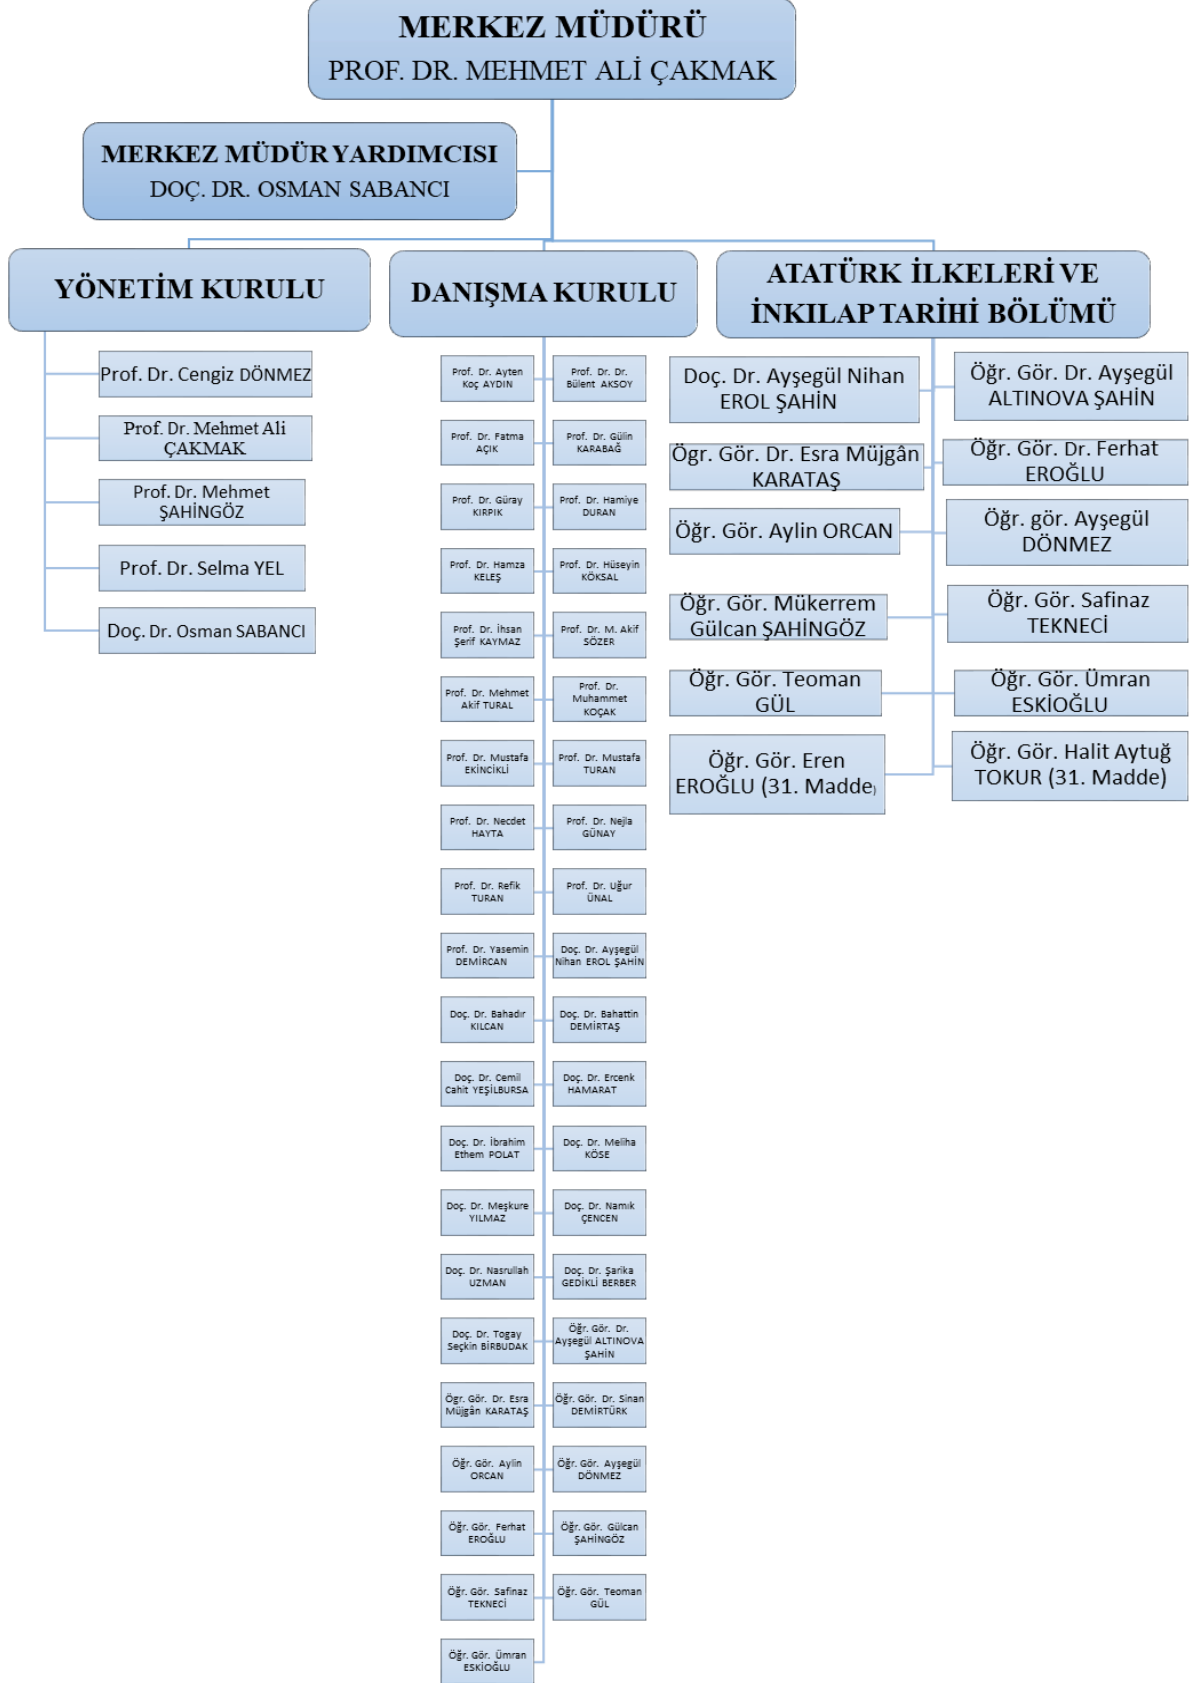 MERKEZ MÜDÜRÜ
PROF. DR. MEHMET ALİ ÇAKMAK
MERKEZ MÜDÜR YARDIMCISI
DOÇ. DR. OSMAN SABANCI
YÖNETİM KURULU
Prof. Dr. Cengiz DÖNMEZ
Prof. Dr. Mehmet Ali
ÇAKMAK
Prof. Dr. Mehmet
ŞAHİNGÖZ
Prof. Dr. Selma YEL
Doç. Dr. Osman SABANCI
DANIŞMA KURULU
Prof. Dr. Ayten
Koç AYDIN
Prof. Dr. Dr.
Bülent AKSOY
Prof. Dr. Fatma
AÇIK
Prof. Dr. Gülin
KARABAĞ
Prof. Dr. Güray
KIRPIK
Prof. Dr. Hamiye
DURAN
Prof. Dr. Hamza
KELEŞ
Prof. Dr. Hüseyin
KÖKSAL
Prof. Dr. İhsan
Şerif KAYMAZ
Prof. Dr. M. Akif
SÖZER
Prof. Dr. Mehmet
Akif TURAL
Prof. Dr.
Muhammet
KOÇAK
Prof. Dr. Mustafa
EKİNCİKLİ
Prof. Dr. Mustafa
TURAN
Prof. Dr. Necdet
HAYTA
Prof. Dr. Nejla
GÜNAY
Prof. Dr. Refik
TURAN
Prof. Dr. Uğur
ÜNAL
Prof. Dr. Yasemin
DEMİRCAN
Doç. Dr. Ayşegül
Nihan EROL ŞAHİN
Doç. Dr. Bahadır
KILCAN
Doç. Dr. Bahattin
DEMİRTAŞ
Doç. Dr. Cemil
Cahit YEŞİLBURSA
Doç. Dr. Ercenk
HAMARAT
Doç. Dr. İbrahim
Ethem POLAT
Doç. Dr. Meliha
KÖSE
Doç. Dr. Meşkure
YILMAZ
Doç. Dr. Namık
ÇENCEN
Doç. Dr. Nasrullah
UZMAN
Doç. Dr. Şarika
GEDİKLİ BERBER
Doç. Dr. Togay
Seçkin BİRBUDAK
Öğr. Gör. Dr.
Ayşegül ALTINOVA
ŞAHİN
Ögr. Gör. Dr. Esra
Müjgân KARATAŞ
Öğr. Gör. Dr. Sinan
DEMİRTÜRK
Öğr. Gör. Aylin
ORCAN
Öğr. Gör. Ayşegül
DÖNMEZ
Öğr. Gör. Ferhat
EROĞLU
Öğr. Gör. Gülcan
ŞAHİNGÖZ
Öğr. Gör. Safinaz
TEKNECİ
Öğr. Gör. Teoman
GÜL
Öğr. Gör. Ümran
ESKİOĞLU
ATATÜRK İLKELERİ VE
İNKILAP TARİHİ BÖLÜMÜ
Doç. Dr. Ayşegül Nihan
EROL ŞAHİN
Öğr. Gör. Dr. Ayşegül
ALTINOVA ŞAHİN
Ögr. Gör. Dr. Esra Müjgân
KARATAŞ
Öğr. Gör. Dr. Ferhat
EROĞLU
Öğr. Gör. Aylin ORCAN
Öğr. gör. Ayşegül
DÖNMEZ
Öğr. Gör. Mükerrem
Gülcan ŞAHİNGÖZ
Öğr. Gör. Safinaz
TEKNECİ
Öğr. Gör. Teoman
GÜL
Öğr. Gör. Ümran
ESKİOĞLU
Öğr. Gör. Eren
EROĞLU (31. Madde)
Öğr. Gör. Halit Aytuğ
TOKUR (31. Madde)